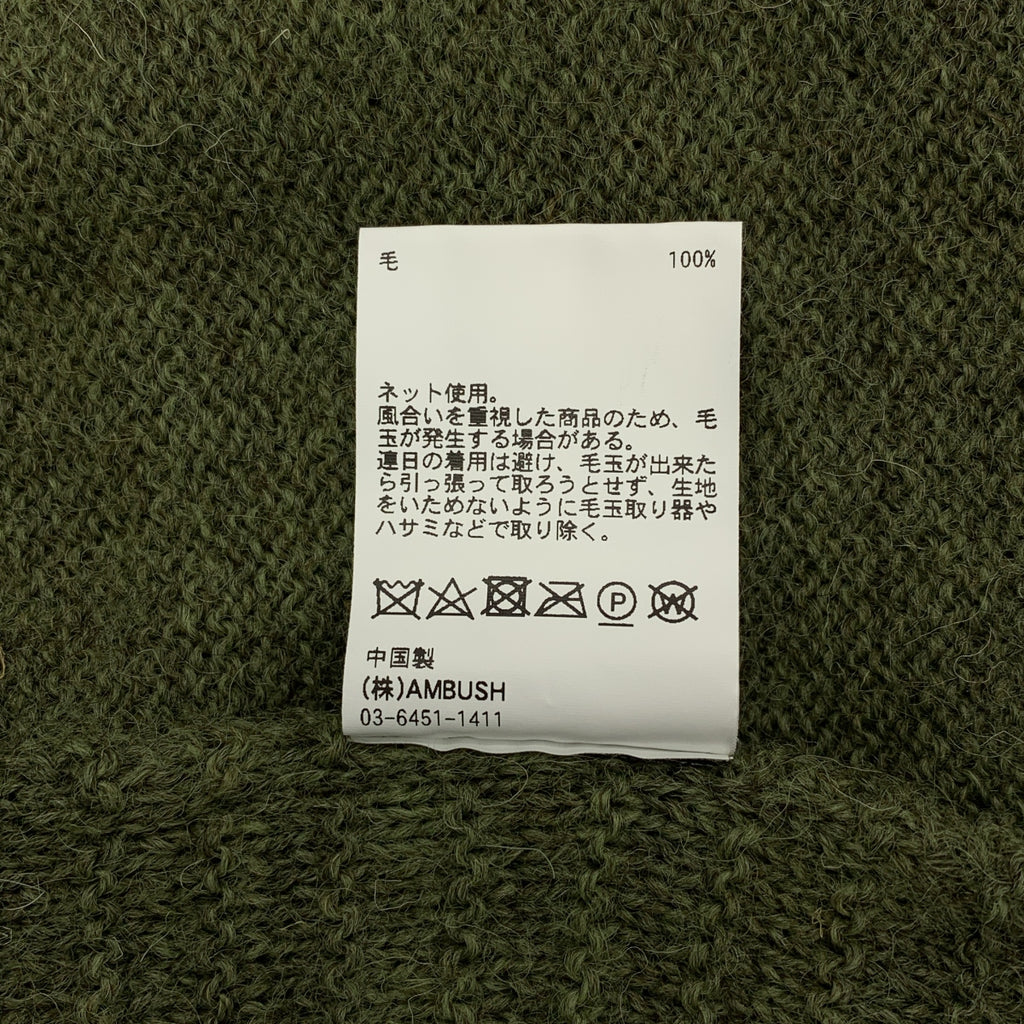 毛 100%
ネット使用。
風合いを重視した商品のため、毛
玉が発生する場合がある。
連日の着用は避け、毛玉が出来た
ら引っ張って取ろうとせず、生地
をいためないように毛玉取り器や
ハサミなどで取り除く。
P W
中国製
(株)AMBUSH
03-6451-1411